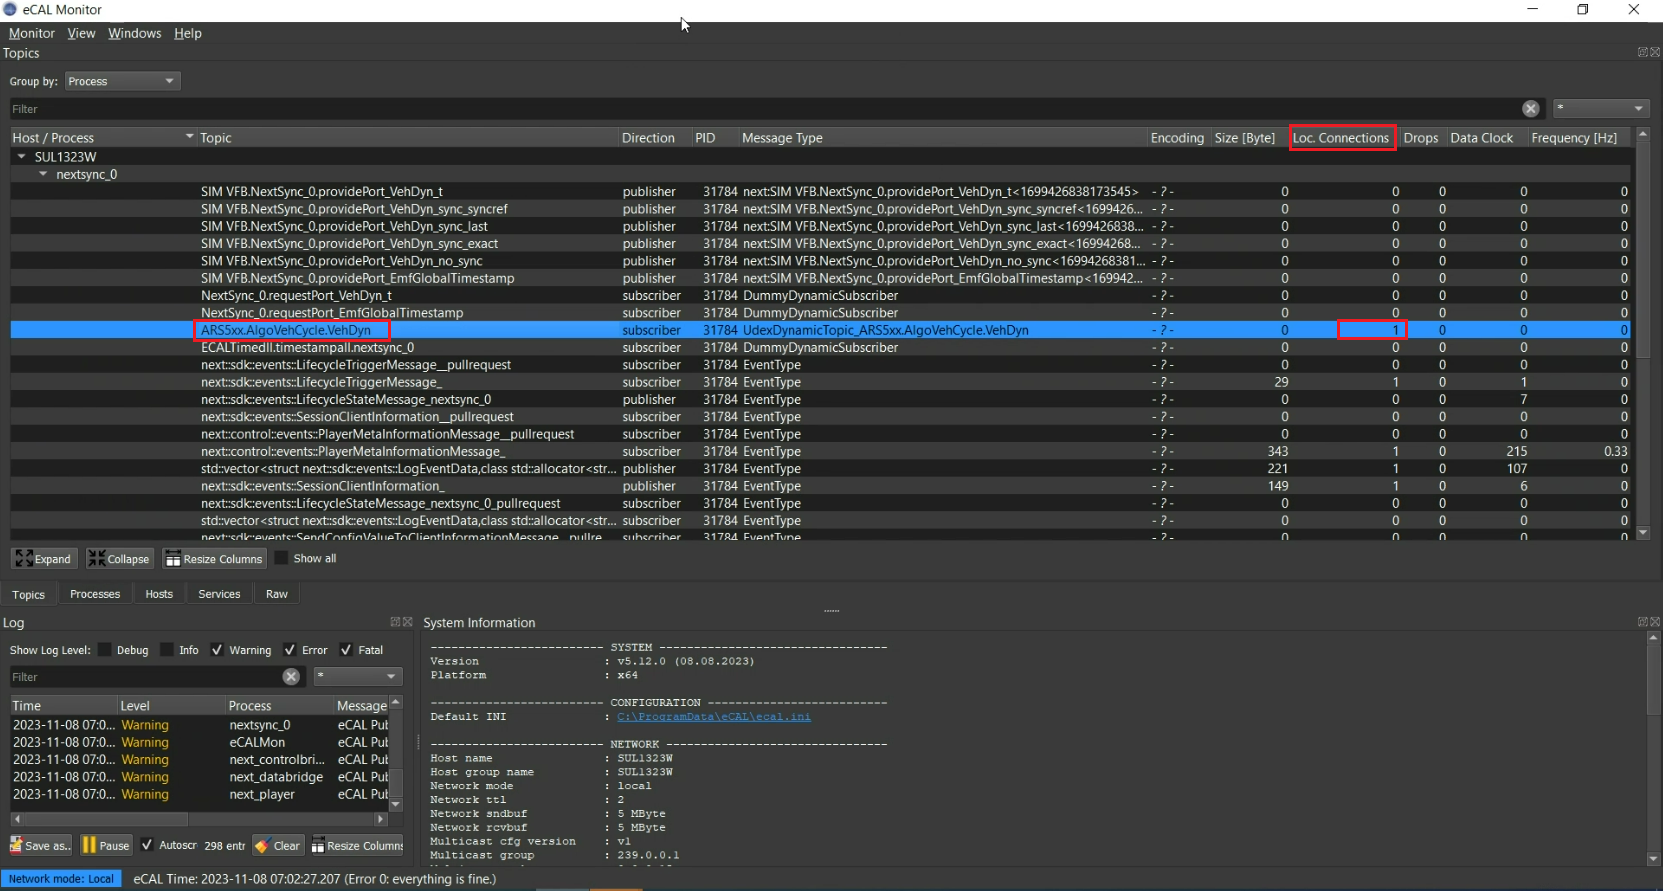 eCAL Monitor
Monitor View Windows Help
Topics
Group by: Process
Filter *
Host / Process Topic Direction PID Message Type Encoding Size [Byte] Loc. Connections Drops Data Clock Frequency [Hz]
SUL1323W
nextsync_0
SIM VFB.NextSync_0.providePort_VehDyn_t publisher 31784 next:SIM VFB.NextSync_0.providePort_VehDyn_t<1699426838173545> -?- 0 0 0 0 0
SIM VFB.NextSync_0.providePort_VehDyn_sync_syncref publisher 31784 next:SIM VFB.NextSync_0.providePort_VehDyn_sync_syncref<1699426... -?- 0 0 0 0 0
SIM VFB.NextSync_0.providePort_VehDyn_sync_last publisher 31784 next:SIM VFB.NextSync_0.providePort_VehDyn_sync_last<1699426838... -?- 0 0 0 0 0
SIM VFB.NextSync_0.providePort_VehDyn_sync_exact publisher 31784 next:SIM VFB.NextSync_0.providePort_VehDyn_sync_exact<16994268... -?- 0 0 0 0 0
SIM VFB.NextSync_0.providePort_VehDyn_no_sync publisher 31784 next:SIM VFB.NextSync_0.providePort_VehDyn_no_sync<16994268381... -?- 0 0 0 0 0
SIM VFB.NextSync_0.providePort_EmfGlobalTimestamp publisher 31784 next:SIM VFB.NextSync_0.providePort_EmfGlobalTimestamp<169942... -?- 0 0 0 0 0
NextSync_0.requestPort_VehDyn_t subscriber 31784 DummyDynamicSubscriber -?- 0 0 0 0 0
NextSync_0.requestPort_EmfGlobalTimestamp subscriber 31784 DummyDynamicSubscriber -?- 0 0 0 0 0
ARS5xx.AlgoVehCycle.VehDyn subscriber 31784 UdexDynamicTopic_ARS5xx.AlgoVehCycle.VehDyn -?- 0 1 0 0 0
ECALTimedll.timestampall.nextsync_0 subscriber 31784 DummyDynamicSubscriber -?- 0 0 0 0 0
next::sdk::events::LifecycleTriggerMessage__pullrequest subscriber 31784 EventType -?- 0 0 0 0 0
next::sdk::events::LifecycleTriggerMessage_ subscriber 31784 EventType -?- 29 1 0 1 0
next::sdk::events::LifecycleStateMessage_nextsync_0 publisher 31784 EventType -?- 0 0 0 7 0
next::sdk::events::SessionClientInformation__pullrequest subscriber 31784 EventType -?- 0 0 0 0 0
next::control::events::PlayerMetaInformationMessage__pullrequest subscriber 31784 EventType -?- 0 0 0 0 0
next::control::events::PlayerMetaInformationMessage_ subscriber 31784 EventType -?- 343 1 0 215 0.33
std::vector<struct next::sdk::events::LogEventData,class std::allocator<str... publisher 31784 EventType -?- 221 1 0 107 0
next::sdk::events::SessionClientInformation_ publisher 31784 EventType -?- 149 1 0 6 0
next::sdk::events::LifecycleStateMessage_nextsync_0_pullrequest subscriber 31784 EventType -?- 0 0 0 0 0
std::vector<struct next::sdk::events::LogEventData,class std::allocator<str... subscriber 31784 EventType -?- 0 0 0 0 0
next::sdk::events::SendConfigValueToClientInformationMessage__pullre... subscriber 31784 EventType -?- 0 0 0 0 0
Expand Collapse Resize Columns Show all
Topics Processes Hosts Services Raw
Log
Show Log Level: Debug Info Warning Error Fatal
Filter *
Time Level Process Message
2023-11-08 07:0... Warning nextsync_0 eCAL Pub
2023-11-08 07:0... Warning eCALMon eCAL Pub
2023-11-08 07:0... Warning next_controlbri... eCAL Pub
2023-11-08 07:0... Warning next_databridge eCAL Pub
2023-11-08 07:0... Warning next_player eCAL Pub
Save as.. Pause Autoscr 298 entr Clear Resize Columns
System Information
------------------------- SYSTEM --------------------------------
Version : v5.12.0 (08.08.2023)
Platform : x64
------------------------- CONFIGURATION --------------------------
Default INI : C:\ProgramData\eCAL\ecal.ini
------------------------- NETWORK --------------------------------
Host name : SUL1323W
Host group name : SUL1323W
Network mode : local
Network ttl : 2
Network sndbuf : 5 MByte
Network rcvbuf : 5 MByte
Multicast cfg version : v1
Multicast group : 239.0.0.1
Network mode: Local eCAL Time: 2023-11-08 07:02:27.207 (Error 0: everything is fine.)